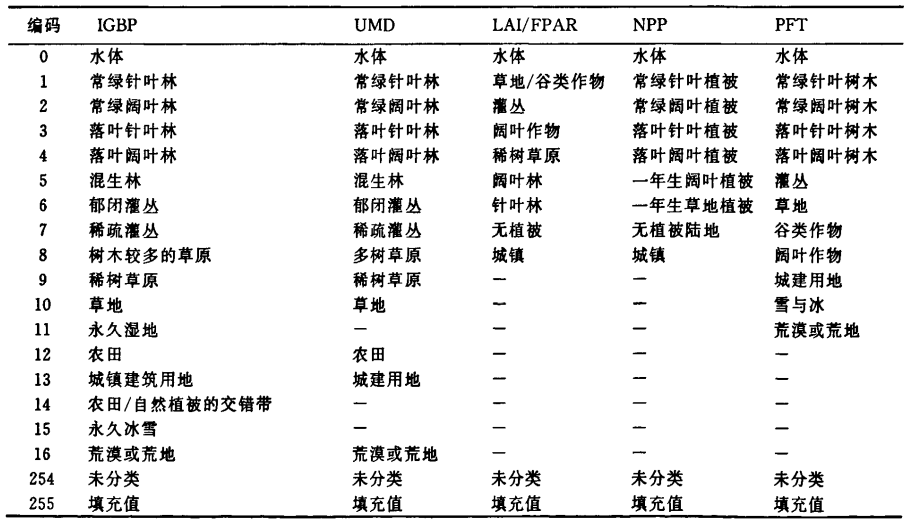 编码 IGBP UMD LAI/FPAR NPP PFT
0 水体 水体 水体 水体 水体
1 常绿针叶林 常绿针叶林 草地/谷类作物 常绿针叶植被 常绿针叶树木
2 常绿阔叶林 常绿阔叶林 灌丛 常绿阔叶植被 常绿阔叶树木
3 落叶针叶林 落叶针叶林 阔叶作物 落叶针叶植被 落叶针叶树木
4 落叶阔叶林 落叶阔叶林 稀树草原 落叶阔叶植被 落叶阔叶树木
5 混生林 混生林 阔叶林 一年生阔叶植被 灌丛
6 郁闭灌丛 郁闭灌丛 针叶林 一年生草地植被 草地
7 稀疏灌丛 稀疏灌丛 无植被 无植被陆地 谷类作物
8 树木较多的草原 多树草原 城镇 城镇 阔叶作物
9 稀树草原 稀树草原 — — 城建用地
10 草地 草地 — — 雪与冰
11 永久湿地 — — — 荒漠或荒地
12 农田 农田 — — —
13 城镇建筑用地 城建用地 — — —
14 农田/自然植被的交错带 — — — —
15 永久冰雪 — — — —
16 荒漠或荒地 荒漠或荒地 — — —
254 未分类 未分类 未分类 未分类 未分类
255 填充值 填充值 填充值 填充值 填充值